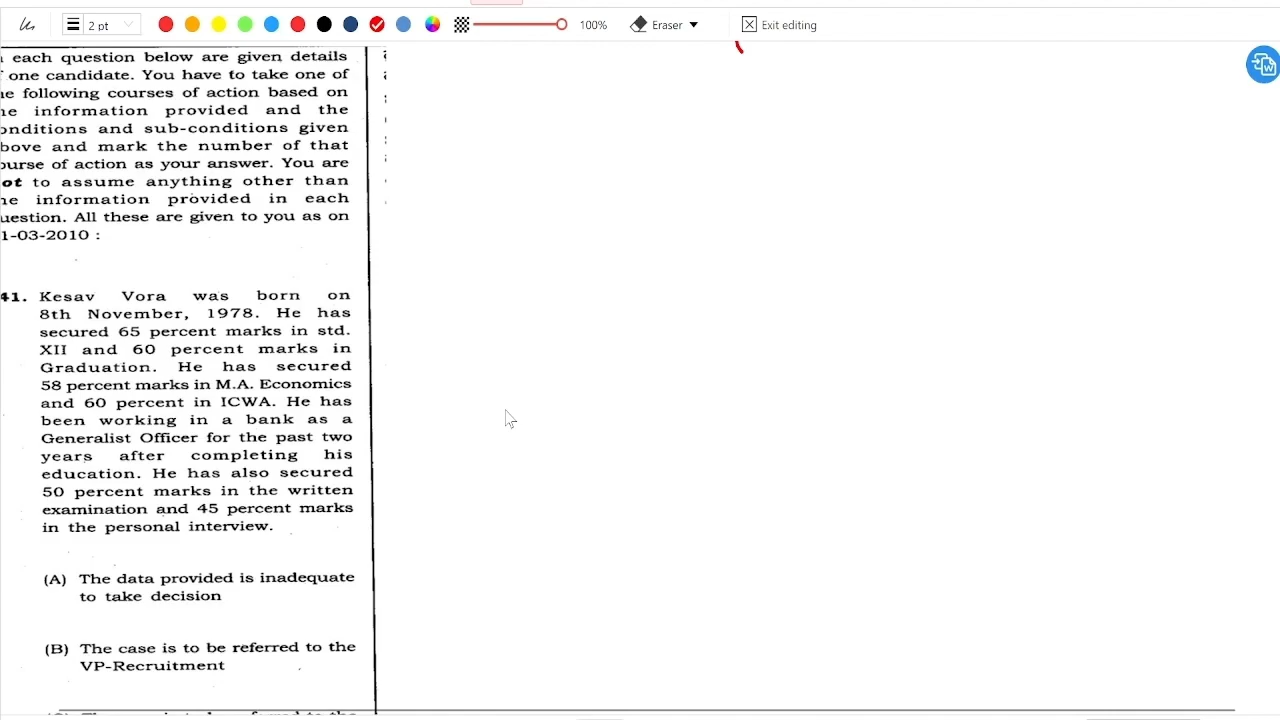 2 pt
100%
Eraser
Exit editing
each question below are given details
one candidate. You have to take one of
following courses of action based on
information provided and the
and sub-conditions given
and mark the number of that
of action as your answer. You are
to assume anything other than
information provided in each
All these are given to you as on
-03-2010 :
41. Kesav Vora was born on
8th November, 1978. He has
secured 65 percent marks in std.
XII and 60 percent marks in
Graduation. He has secured
58 percent marks in M.A. Economics
and 60 percent in ICWA. He has
been working in a bank as a
Generalist Officer for the past two
years after completing his
education. He has also secured
50 percent marks in the written
examination and 45 percent marks
in the personal interview.
(A) The data provided is inadequate
to take decision
(B) The case is to be referred to the
VP-Recruitment